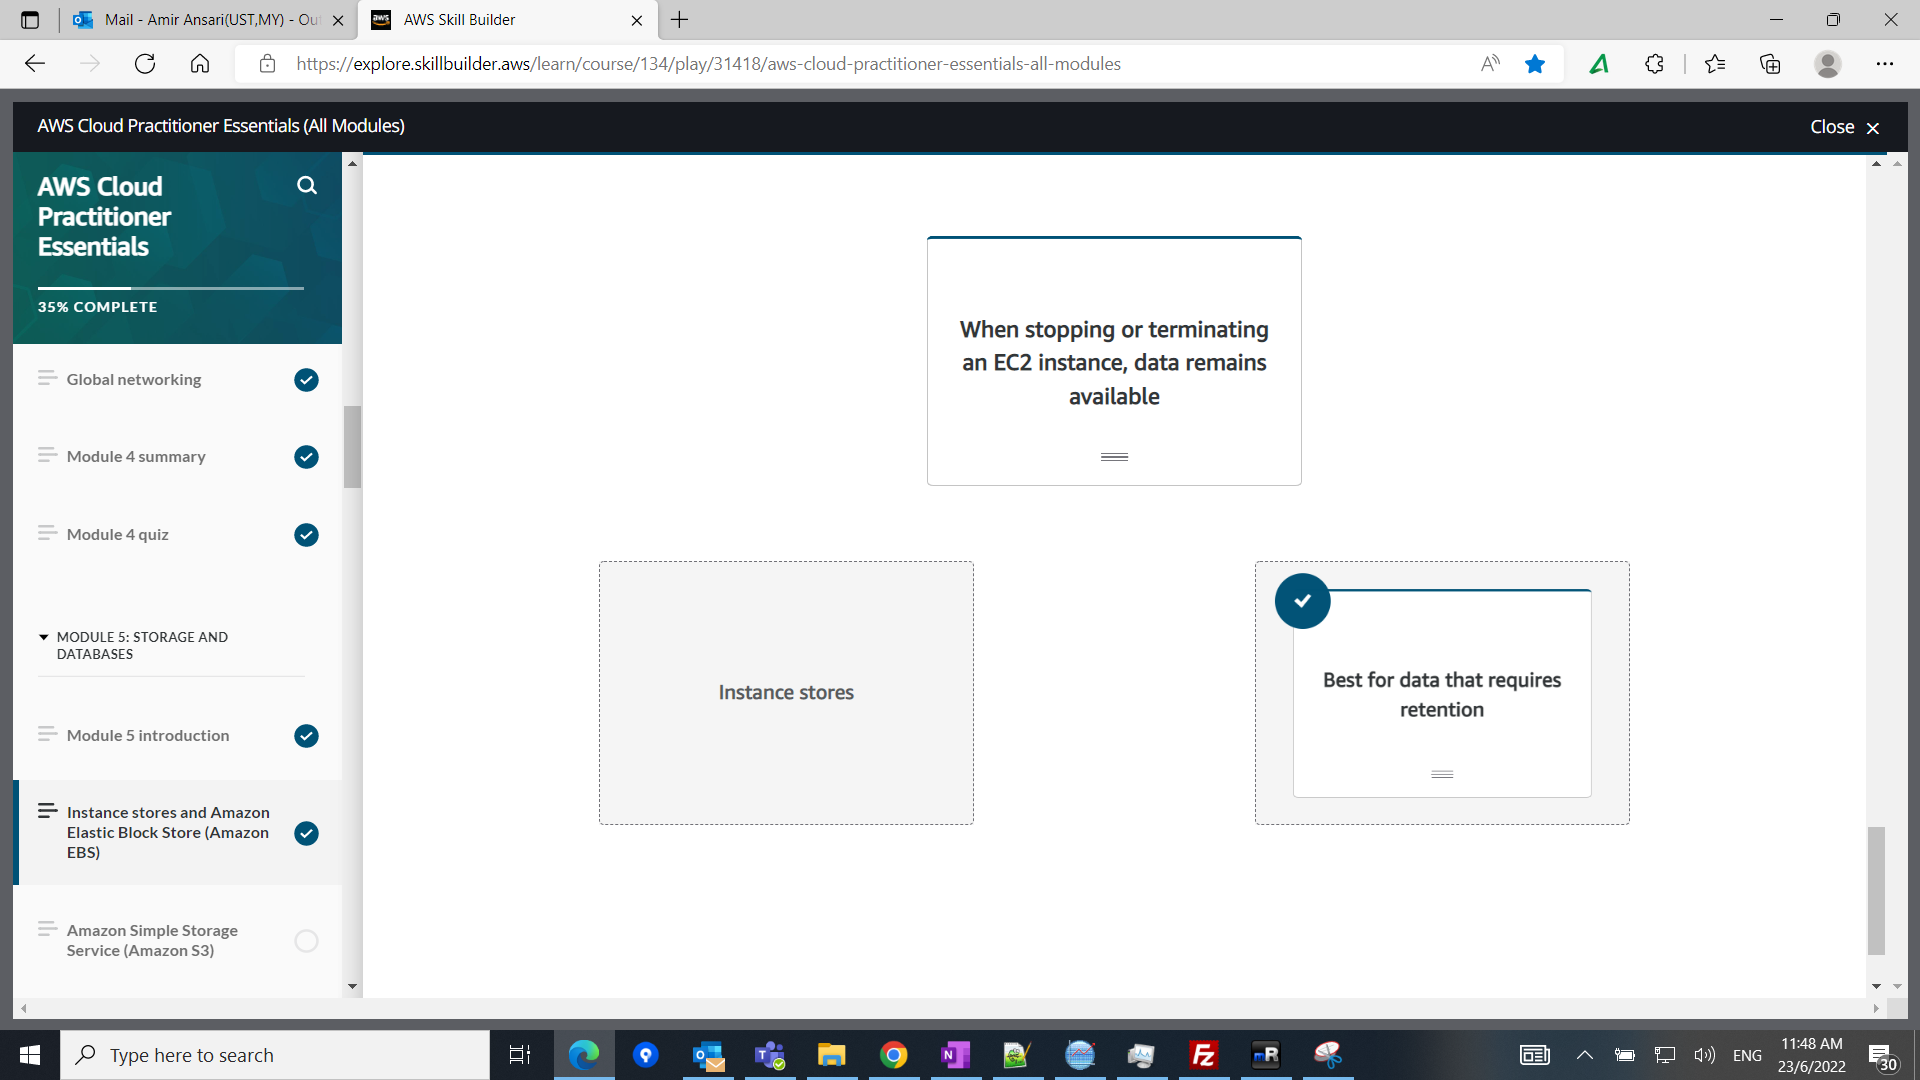 Mail - Amir Ansari(UST,MY) - Ou
aws
AWS Skill Builder
https://explore.skillbuilder.aws/learn/course/134/play/31418/aws-cloud-practitioner-essentials-all-modules
AWS Cloud Practitioner Essentials (All Modules)
Close
AWS Cloud
Practitioner
Essentials
35% COMPLETE
Global networking
Module 4 summary
Module 4 quiz
MODULE 5: STORAGE AND
DATABASES
Module 5 introduction
Instance stores and Amazon
Elastic Block Store (Amazon
EBS)
Amazon Simple Storage
Service (Amazon S3)
When stopping or terminating
an EC2 instance, data remains
available
Instance stores
Best for data that requires
retention
Type here to search
ENG
11:48 AM
23/6/2022
30